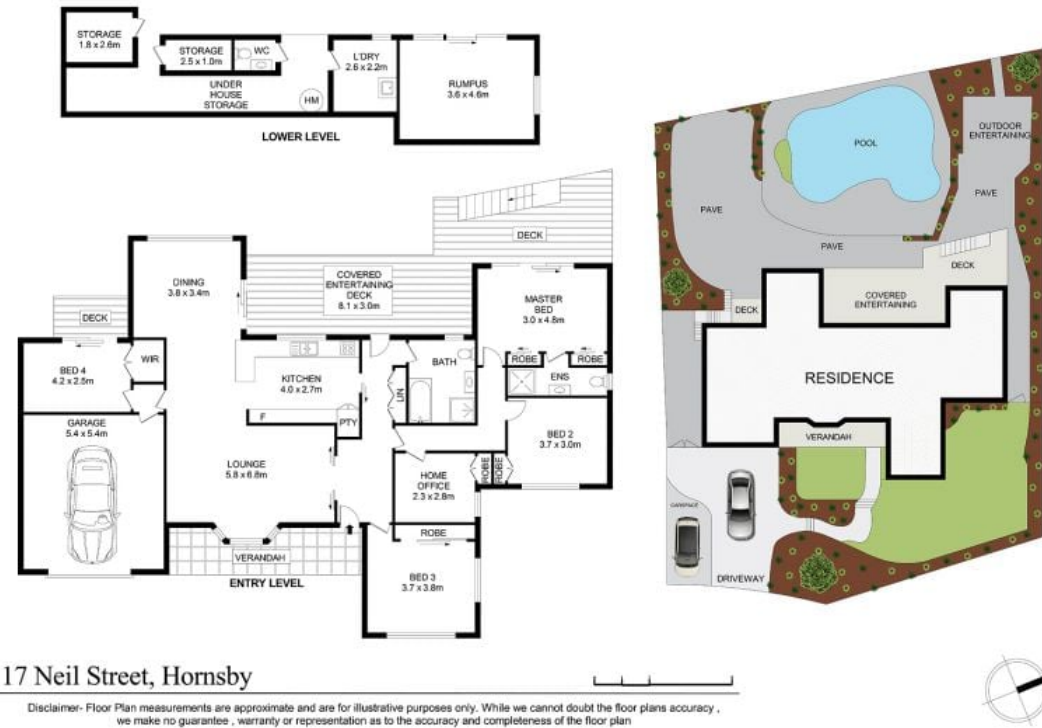 STORAGE
1.8 x 2.6m
STORAGE
2.5 x 1.0m
WC
L'DRY
2.6 x 2.2m
RUMPUS
3.6 x 4.6m
UNDER
HOUSE
STORAGE
HM
LOWER LEVEL
DECK
DINING
3.8 x 3.4m
COVERED
ENTERTAINING
DECK
8.1 x 3.0m
MASTER
BED
3.0 x 4.8m
DECK
BED 4
4.2 x 2.5m
WIR
KITCHEN
4.0 x 2.7m
BATH
ROBE
ROBE
ENS
LIN
F
PTY
BED 2
3.7 x 3.0m
GARAGE
5.4 x 5.4m
LOUNGE
5.8 x 6.8m
HOME
OFFICE
2.3 x 2.8m
ROBE
ROBE
ROBE
VERANDAH
ENTRY LEVEL
BED 3
3.7 x 3.8m
POOL
OUTDOOR
ENTERTAINING
PAVE
PAVE
PAVE
DECK
COVERED
ENTERTAINING
DECK
RESIDENCE
VERANDAH
CARSPACE
DRIVEWAY
17 Neil Street, Hornsby
Disclaimer- Floor Plan measurements are approximate and are for illustrative purposes only. While we cannot doubt the floor plans accuracy ,
we make no guarantee , warranty or representation as to the accuracy and completeness of the floor plan